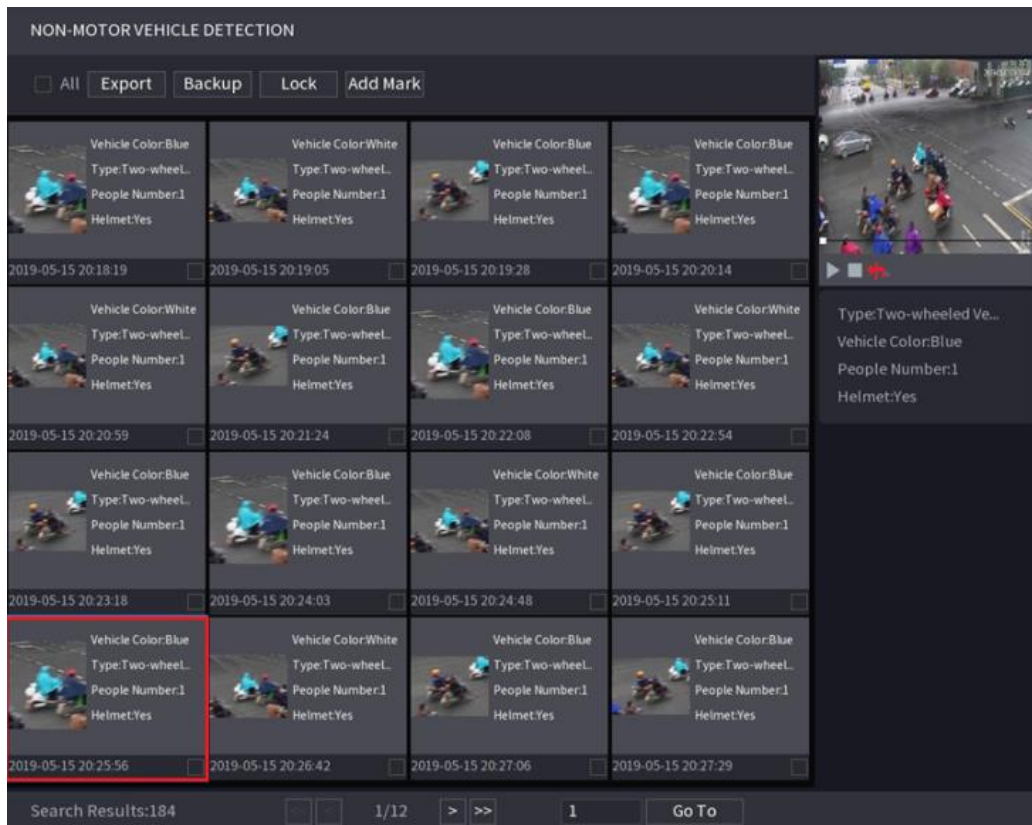 NON-MOTOR VEHICLE DETECTION
All Export Backup Lock Add Mark
Vehicle Color:Blue
Type:Two-wheel..
People Number:1
Helmet:Yes
2019-05-15 20:18:19
Vehicle Color:White
Type:Two-wheel..
People Number:1
Helmet:Yes
2019-05-15 20:19:05
Vehicle Color:Blue
Type:Two-wheel..
People Number:1
Helmet:Yes
2019-05-15 20:19:28
Vehicle Color:Blue
Type:Two-wheel..
People Number:1
Helmet:Yes
2019-05-15 20:20:14
Vehicle Color:White
Type:Two-wheel..
People Number:1
Helmet:Yes
2019-05-15 20:20:59
Vehicle Color:Blue
Type:Two-wheel..
People Number:1
Helmet:Yes
2019-05-15 20:21:24
Vehicle Color:Blue
Type:Two-wheel..
People Number:1
Helmet:Yes
2019-05-15 20:22:08
Vehicle Color:White
Type:Two-wheel..
People Number:1
Helmet:Yes
2019-05-15 20:22:54
Vehicle Color:Blue
Type:Two-wheel..
People Number:1
Helmet:Yes
2019-05-15 20:23:18
Vehicle Color:Blue
Type:Two-wheel..
People Number:1
Helmet:Yes
2019-05-15 20:24:03
Vehicle Color:White
Type:Two-wheel..
People Number:1
Helmet:Yes
2019-05-15 20:24:48
Vehicle Color:Blue
Type:Two-wheel..
People Number:1
Helmet:Yes
2019-05-15 20:25:11
Vehicle Color:Blue
Type:Two-wheel..
People Number:1
Helmet:Yes
2019-05-15 20:25:56
Vehicle Color:White
Type:Two-wheel..
People Number:1
Helmet:Yes
2019-05-15 20:26:42
Vehicle Color:Blue
Type:Two-wheel..
People Number:1
Helmet:Yes
2019-05-15 20:27:06
Vehicle Color:Blue
Type:Two-wheel..
People Number:1
Helmet:Yes
2019-05-15 20:27:29
Type:Two-wheeled Ve...
Vehicle Color:Blue
People Number:1
Helmet:Yes
Search Results:184 1/12 > >> 1 Go To